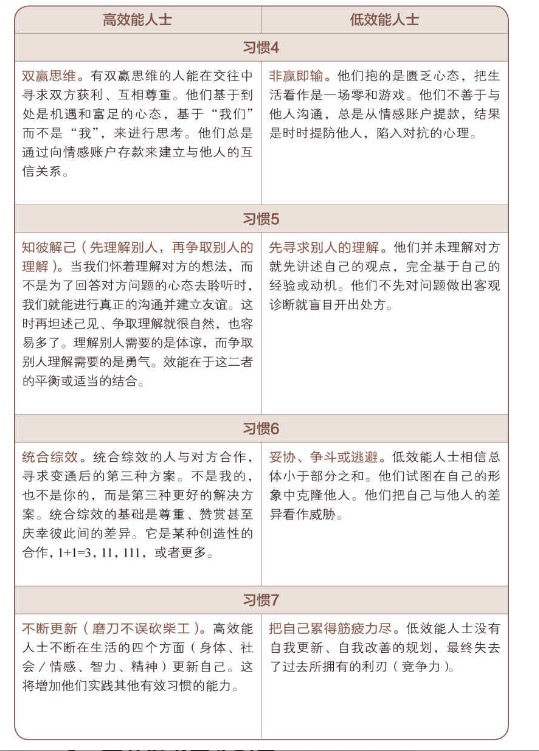 高效能人士
低效能人士
习惯4
双赢思维。有双赢思维的人能在交往中
寻求双方获利、互相尊重。他们基于到
处是机遇和富足的心态，基于“我们”
而不是“我”，来进行思考。他们总是
通过向情感账户存款来建立与他人的互
信关系。
非赢即输。他们抱的是匮乏心态，把生
活看作是一场零和游戏。他们不善于与
他人沟通，总是从情感账户提款，结果
是时时提防他人，陷入对抗的心理。
习惯5
知彼解己（先理解别人，再争取别人的
理解）。当我们怀着理解对方的想法，而
不是为了回答对方问题的心态去聆听时，
我们就能进行真正的沟通并建立友谊。这
时再坦述己见、争取理解就很自然，也容
易多了。理解别人需要的是体谅，而争取
别人理解需要的是勇气。效能在于这二者
的平衡或适当的结合。
先寻求别人的理解。他们并未理解对方
就先讲述自己的观点，完全基于自己的
经验或动机。他们不先对问题做出客观
诊断就盲目开出处方。
习惯6
统合综效。统合综效的人与对方合作，
寻求变通后的第三种方案。不是我的，
也不是你的，而是第三种更好的解决方
案。统合综效的基础是尊重、赞赏甚至
庆幸彼此间的差异。它是某种创造性的
合作，1+1=3，11，111，或者更多。
妥协、争斗或逃避。低效能人士相信总
体小于部分之和。他们试图在自己的形
象中克隆他人。他们把自己与他人的差
异看作威胁。
习惯7
不断更新（磨刀不误砍柴工）。高效能
人士不断在生活的四个方面（身体、社
会／情感、智力、精神）更新自己。这
将增加他们实践其他有效习惯的能力。
把自己累得筋疲力尽。低效能人士没有
自我更新、自我改善的规划，最终失去
了过去所拥有的利刃（竞争力）。